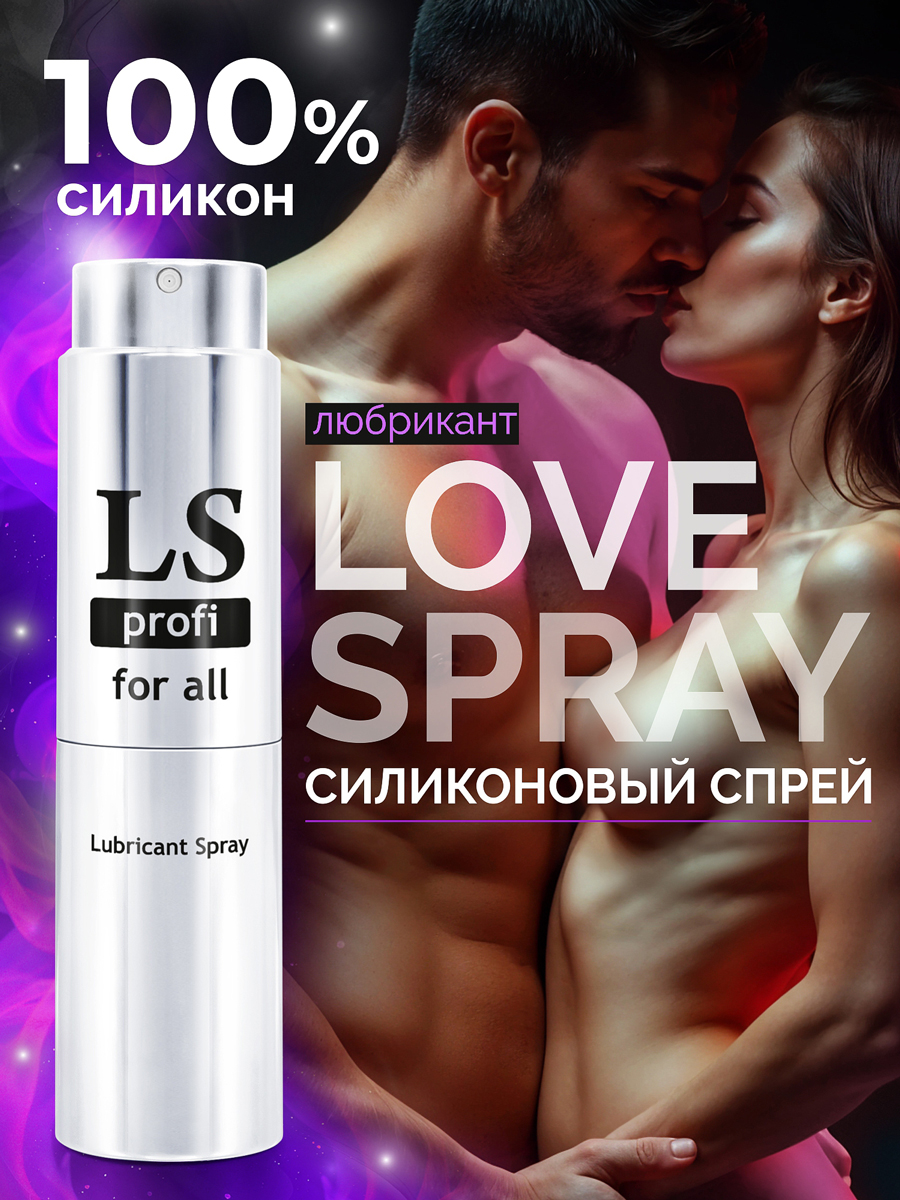 100%
СИЛИКОН
LS
profi
for all
Lubricant Spray
любрикант
LOVE
SPRAY
СИЛИКОНОВЫЙ СПРЕЙ